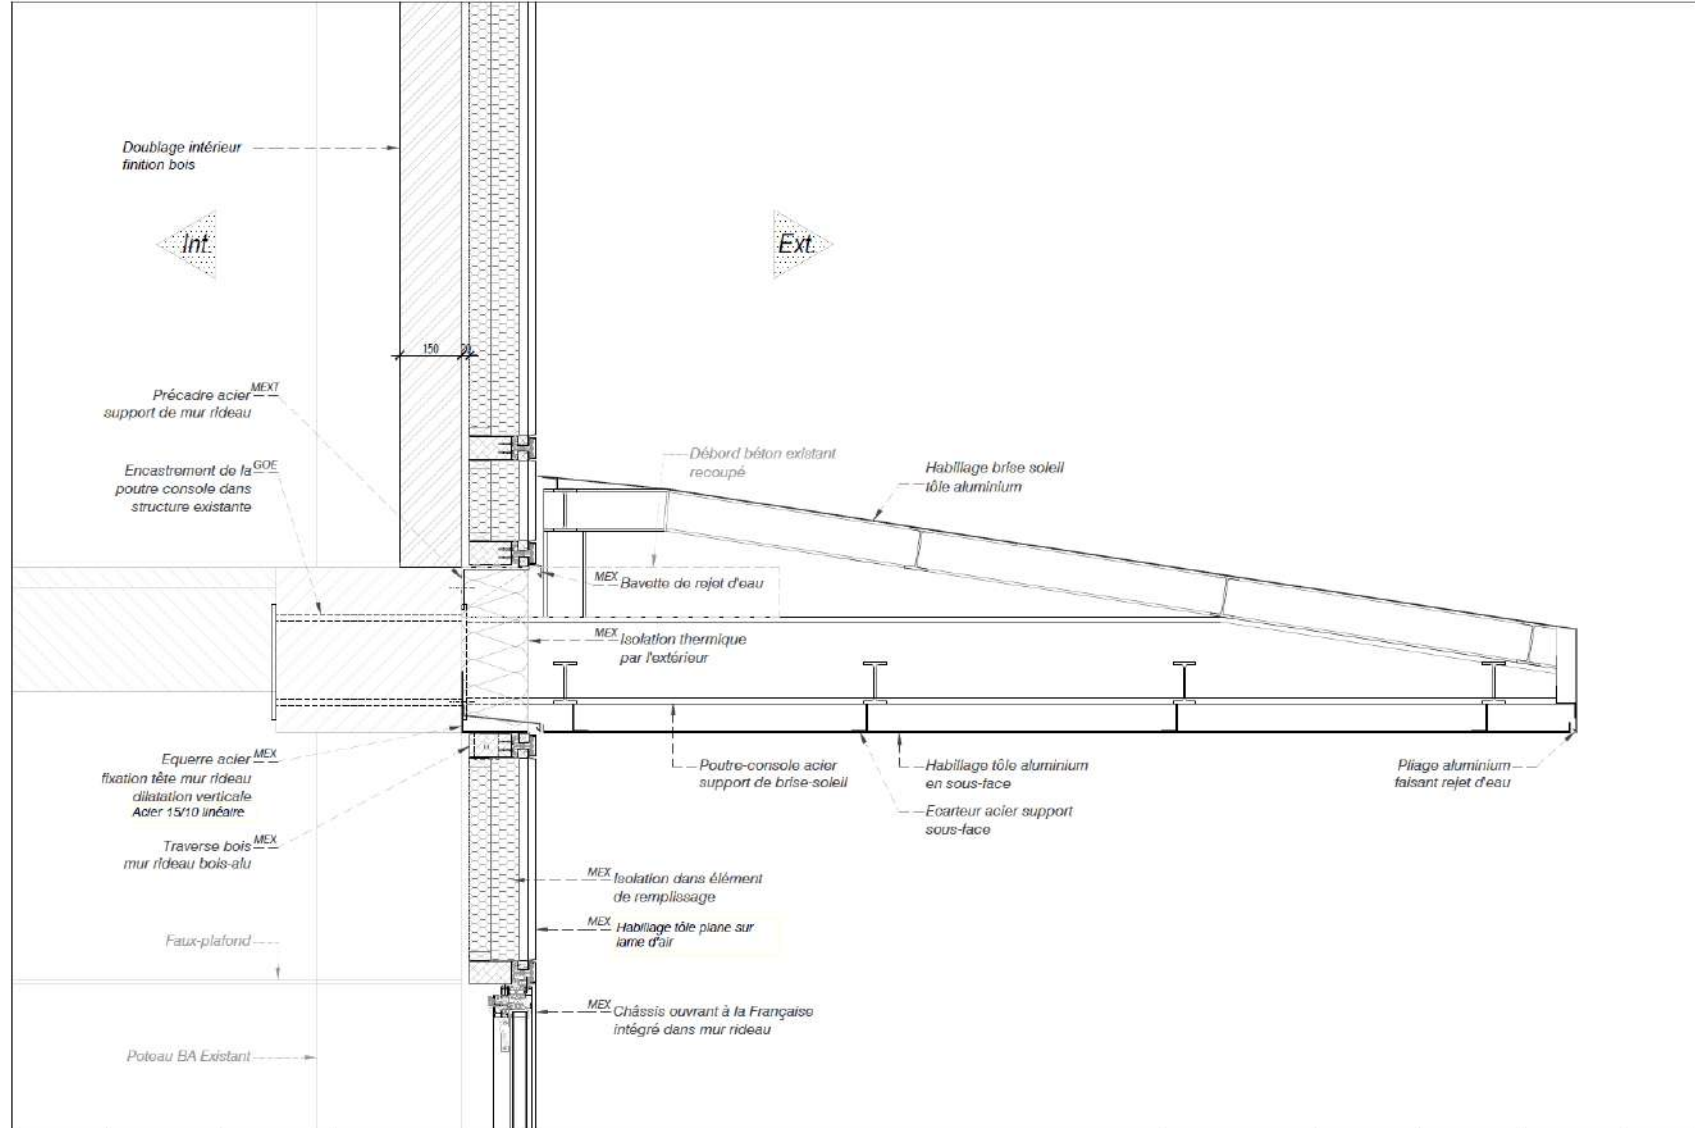 Doublage intérieur
finition bois
Int.
Ext.
150
MEXT
Précadre acier
support de mur rideau
GOE
Encastrement de la
poutre console dans
structure existante
Débord béton existant
recoupé
Habillage brise soleil
tôle aluminium
MEX Bavette de rejet d'eau
MEX Isolation thermique
par l'extérieur
Equerre acier MEX
fixation tête mur rideau
dilatation verticale
Acier 15/10 linéaire
Traverse bois MEX
mur rideau bois-alu
Poutre-console acier
support de brise-soleil
Habillage tôle aluminium
en sous-face
Ecarteur acier support
sous-face
Pliage aluminium
faisant rejet d'eau
MEX Isolation dans élément
de remplissage
MEX Habillage tôle plane sur
lame d'air
Faux-plafond
MEX Châssis ouvrant à la Française
intégré dans mur rideau
Poteau BA Existant